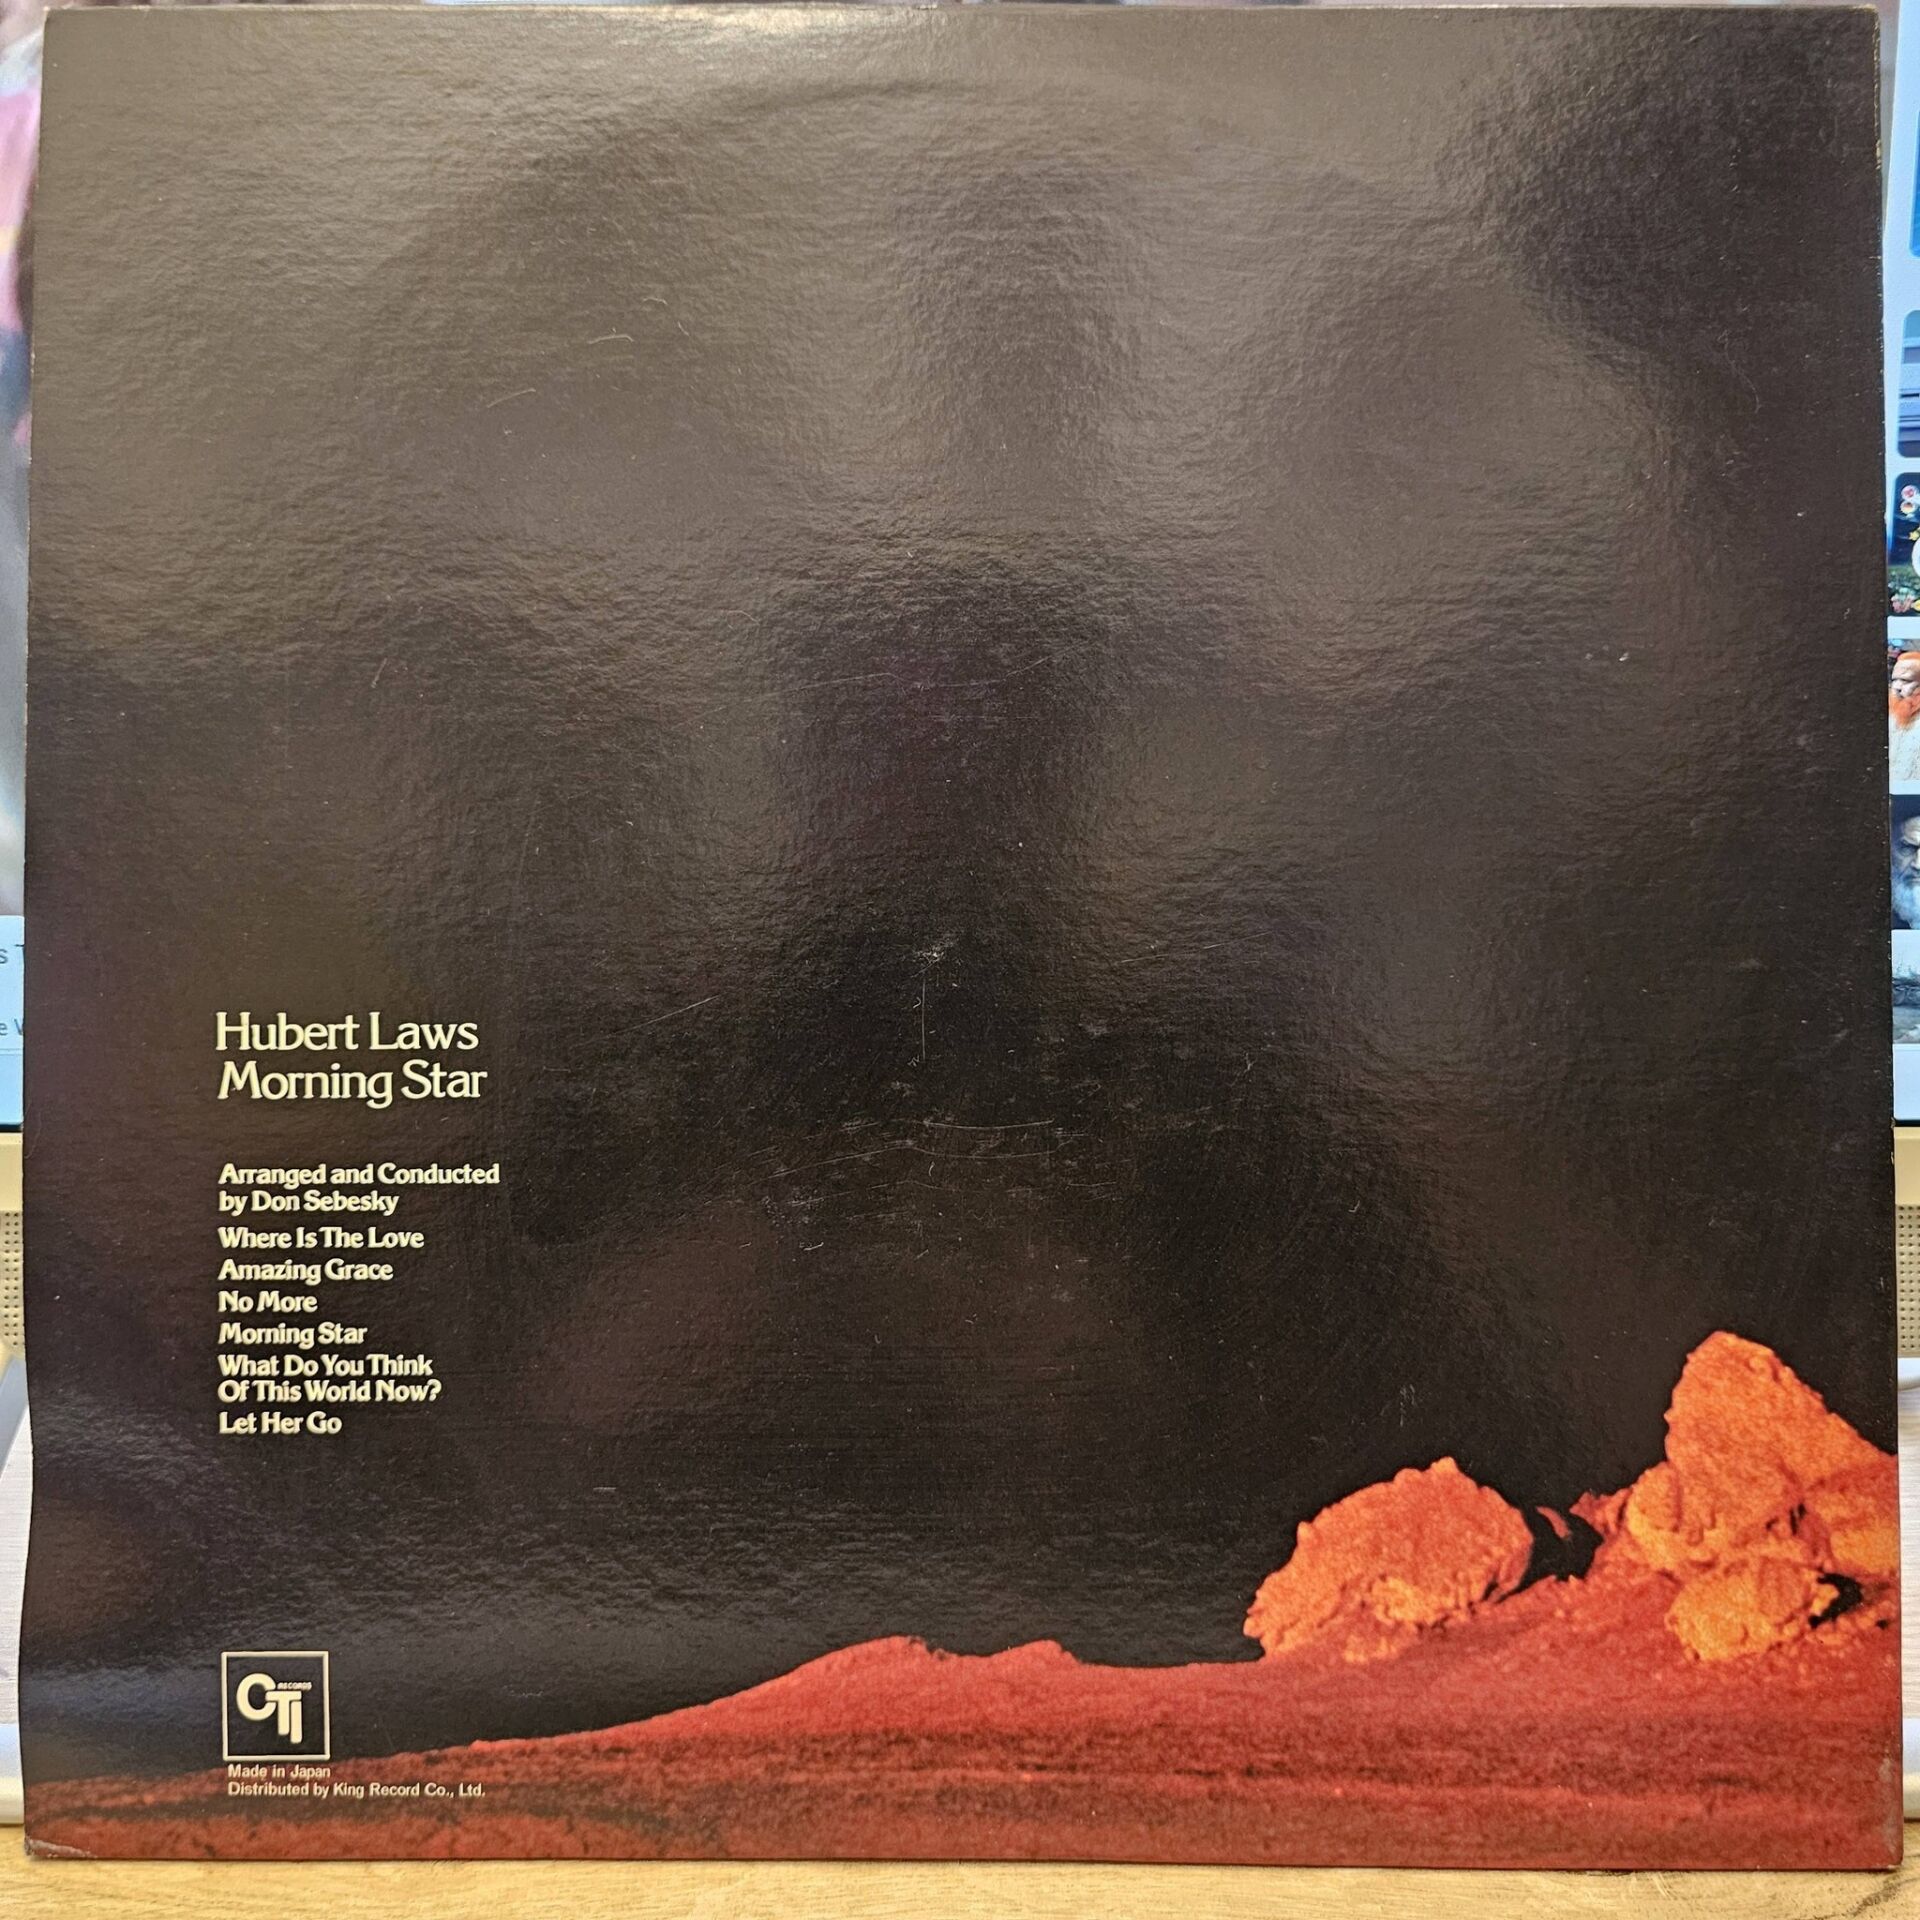 Hubert Laws
Morning Star
Arranged and Conducted
by Don Sebesky
Where Is The Love
Amazing Grace
No More
Morning Star
What Do You Think
Of This World Now?
Let Her Go
CTI RECORDS
Made in Japan
Distributed by King Record Co., Ltd.